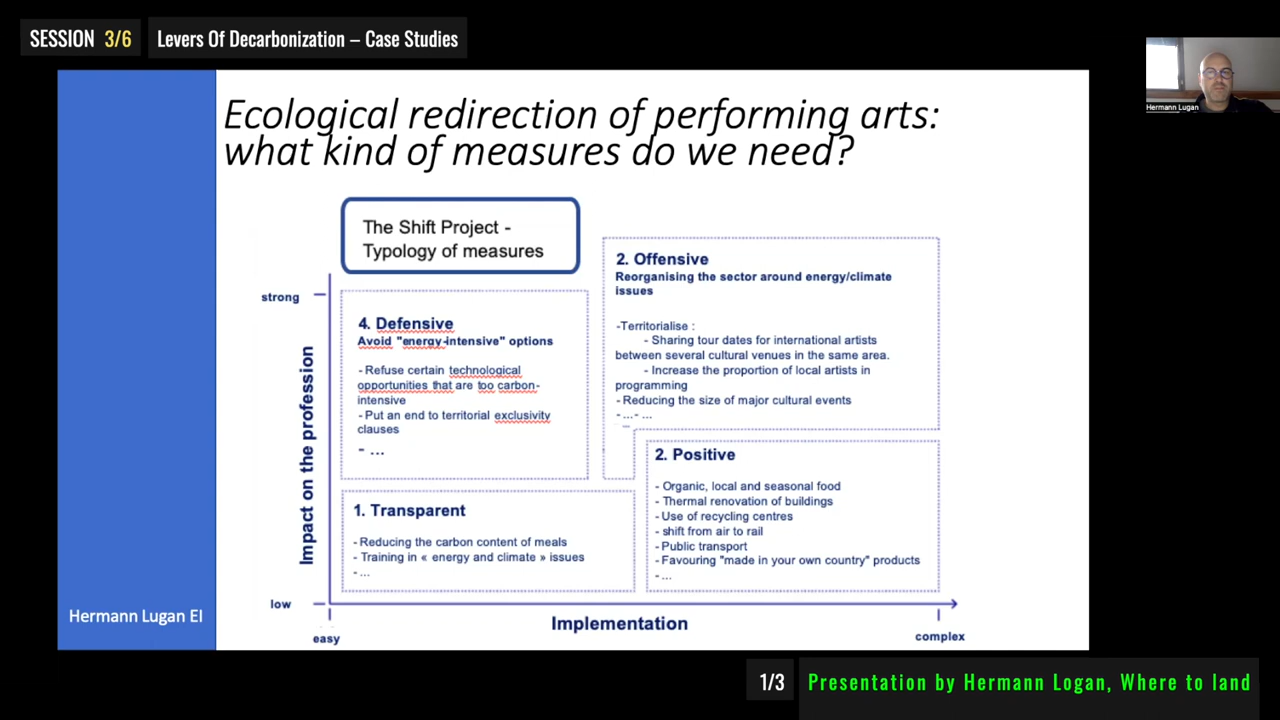 SESSION 3/6
Levers Of Decarbonization – Case Studies
Hermann Lugan
Ecological redirection of performing arts:
what kind of measures do we need?
The Shift Project -
Typology of measures
2. Offensive
Reorganising the sector around energy/climate
issues
-Territorialise :
- Sharing tour dates for international artists
between several cultural venues in the same area.
- Increase the proportion of local artists in
programming
- Reducing the size of major cultural events
- ...- ...
strong
4. Defensive
Avoid "energy-intensive" options
- Refuse certain technological
opportunities that are too carbon-
intensive
- Put an end to territorial exclusivity
clauses
- ...
Impact on the profession
2. Positive
- Organic, local and seasonal food
- Thermal renovation of buildings
- Use of recycling centres
- shift from air to rail
- Public transport
- Favouring "made in your own country" products
- ...
1. Transparent
- Reducing the carbon content of meals
- Training in « energy and climate » issues
- ...
low
Hermann Lugan EI
Implementation
easy
complex
1/3
Presentation by Hermann Logan, Where to land